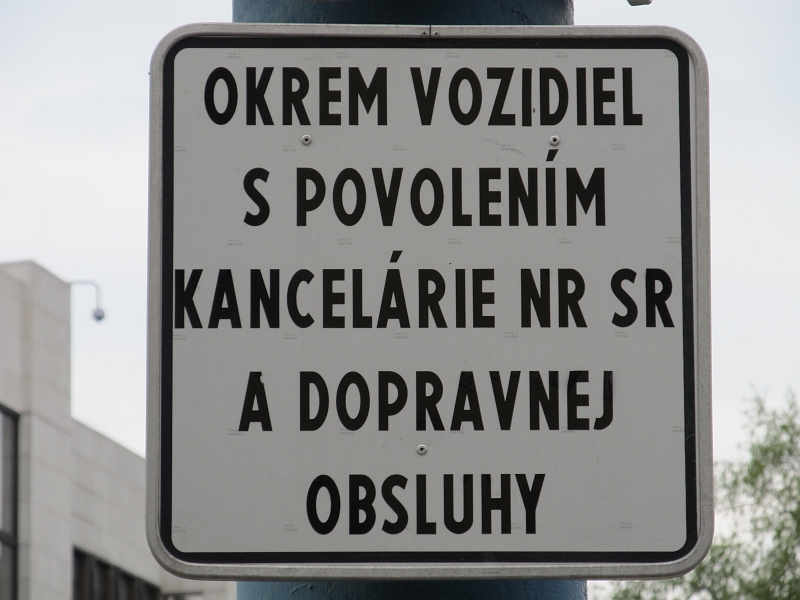 OKREM VOZIDIEL
S POVOLENÍM
KANCELÁRIE NR SR
A DOPRAVNEJ
OBSLUHY